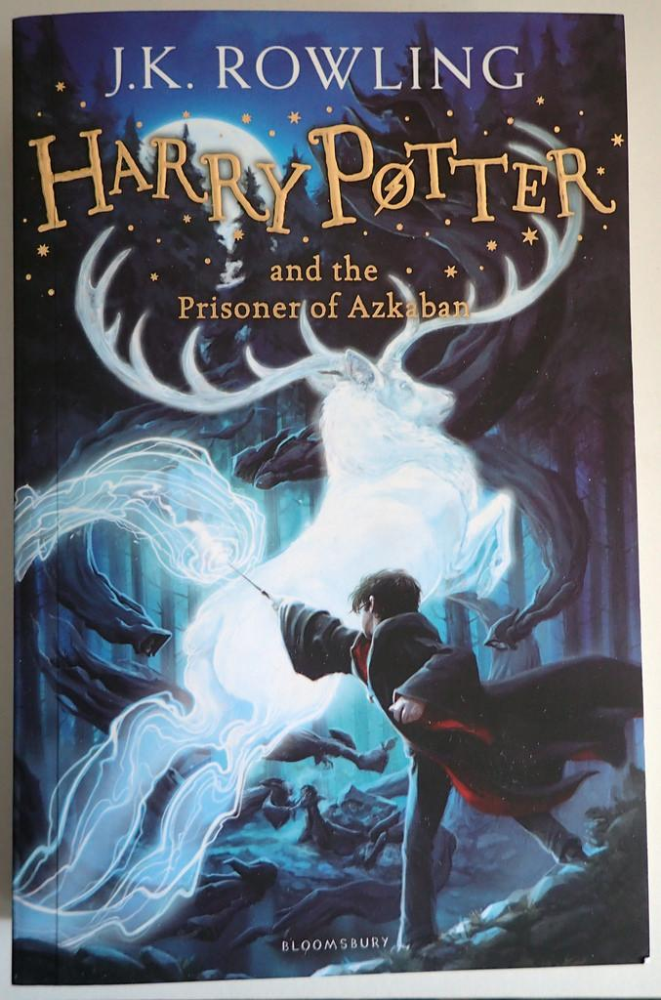 J.K. ROWLING
HARRY POTTER
and the
Prisoner of Azkaban
BLOOMSBURY